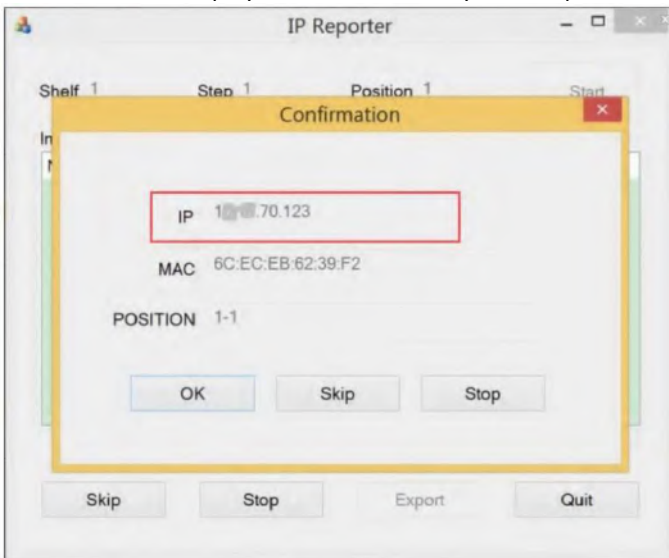 IP Reporter
Shelf 1 Step 1 Position 1 Start
Confirmation
In
IP .70.123
MAC 6C:EC:EB:62:39:F2
POSITION 1-1
OK Skip Stop
Skip Stop Export Quit